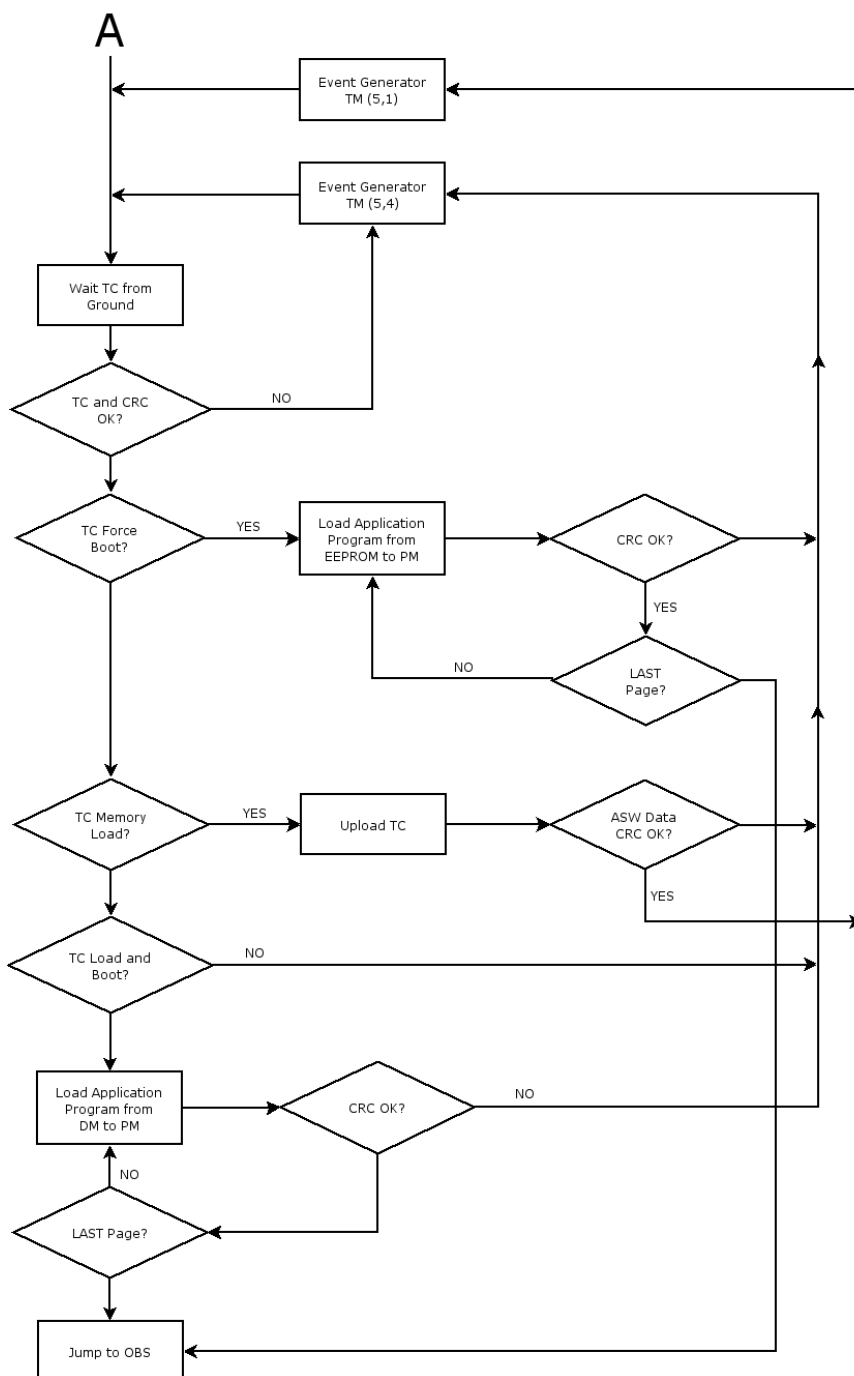 A
Event Generator
TM (5,1)
Event Generator
TM (5,4)
Wait TC from
Ground
TC and CRC
OK?
NO
TC Force
Boot?
YES
Load Application
Program from
EEPROM to PM
CRC OK?
YES
NO
LAST
Page?
TC Memory
Load?
YES
Upload TC
ASW Data
CRC OK?
YES
TC Load and
Boot?
NO
Load Application
Program from
DM to PM
CRC OK?
NO
NO
LAST Page?
Jump to OBS